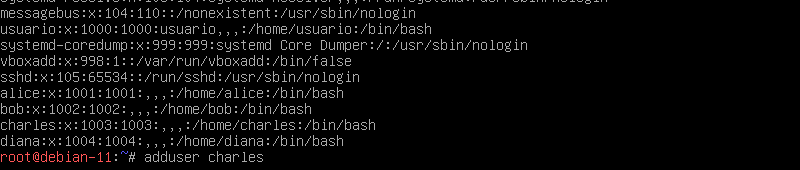 messagebus:x:104:110::/nonexistent:/usr/sbin/nologin
usuario:x:1000:1000:usuario,,,:/home/usuario:/bin/bash
systemd-coredump:x:999:999:systemd Core Dumper:/:/usr/sbin/nologin
vboxadd:x:998:1::/var/run/vboxadd:/bin/false
sshd:x:105:65534::/run/sshd:/usr/sbin/nologin
alice:x:1001:1001:,,,:/home/alice:/bin/bash
bob:x:1002:1002:,,,:/home/bob:/bin/bash
charles:x:1003:1003:,,,:/home/charles:/bin/bash
diana:x:1004:1004:,,,:/home/diana:/bin/bash
root@debian-11:~# adduser charles